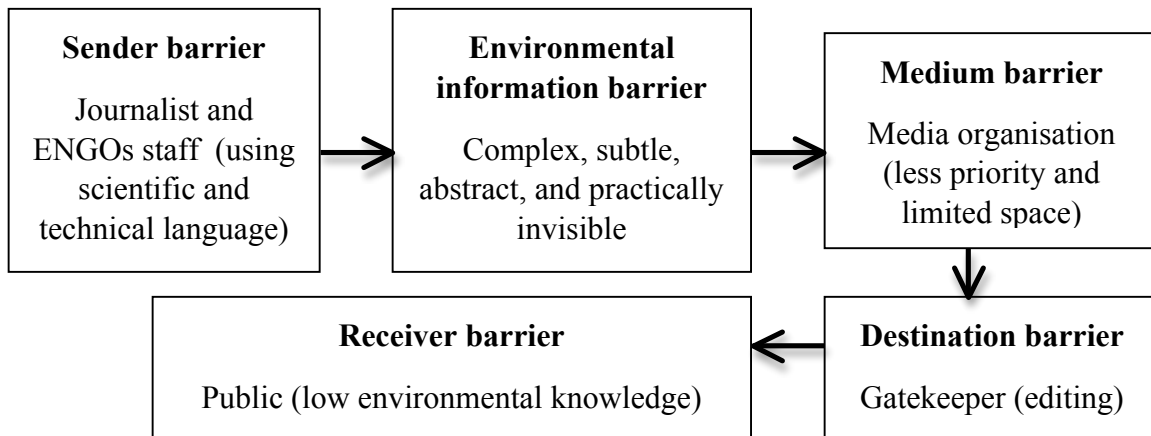 Sender barrier
Journalist and
ENGOs staff (using
scientific and
technical language)
Environmental
information barrier
Complex, subtle,
abstract, and practically
invisible
Medium barrier
Media organisation
(less priority and
limited space)
Destination barrier
Gatekeeper (editing)
Receiver barrier
Public (low environmental knowledge)